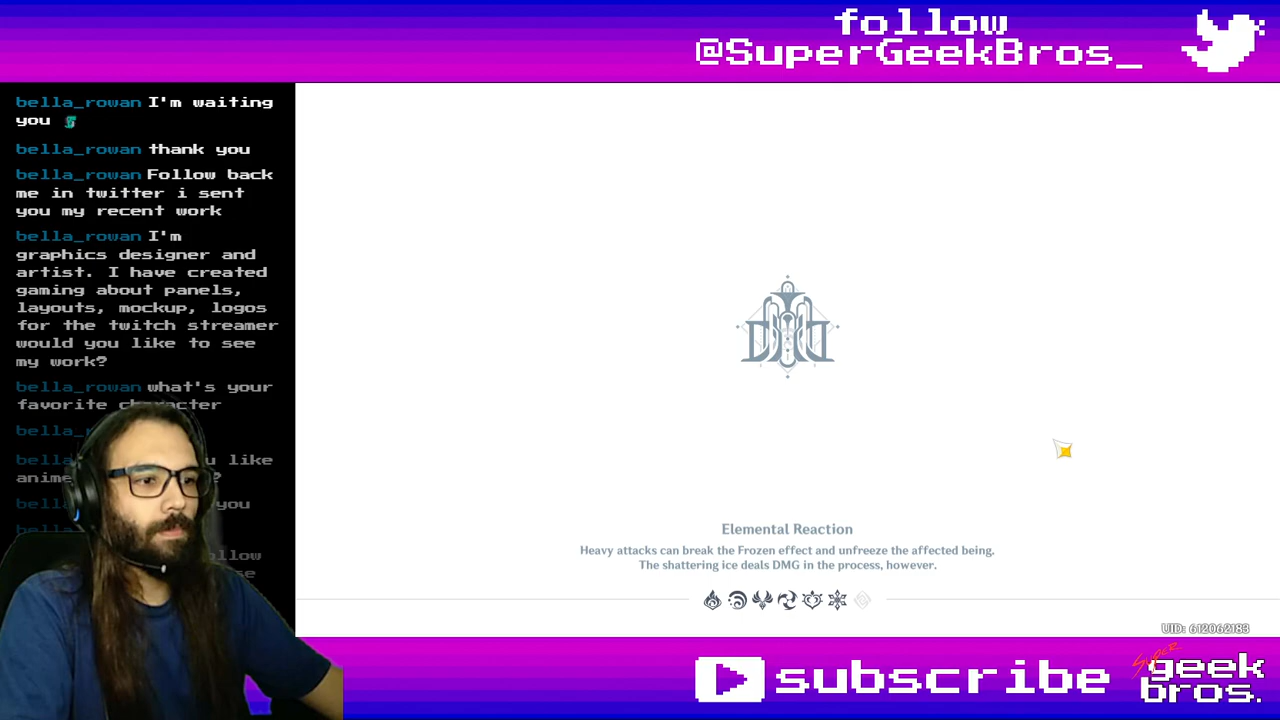 follow
@SuperGeekBros_
bella_rowan I'm waiting
you
bella_rowan thank you
bella_rowan Follow back
me in twitter i sent
you my recent work
bella_rowan I'm
graphics designer and
artist. I have created
gaming about panels,
layouts, mockup, logos
for the twitch streamer
would you like to see
my work?
bella_rowan what's your
favorite
like
anime
you
Elemental Reaction
Heavy attacks can break the Frozen effect and unfreeze the affected being.
The shattering ice deals DMG in the process, however.
UID: 612062183
subscribe
Super
geek
bros.